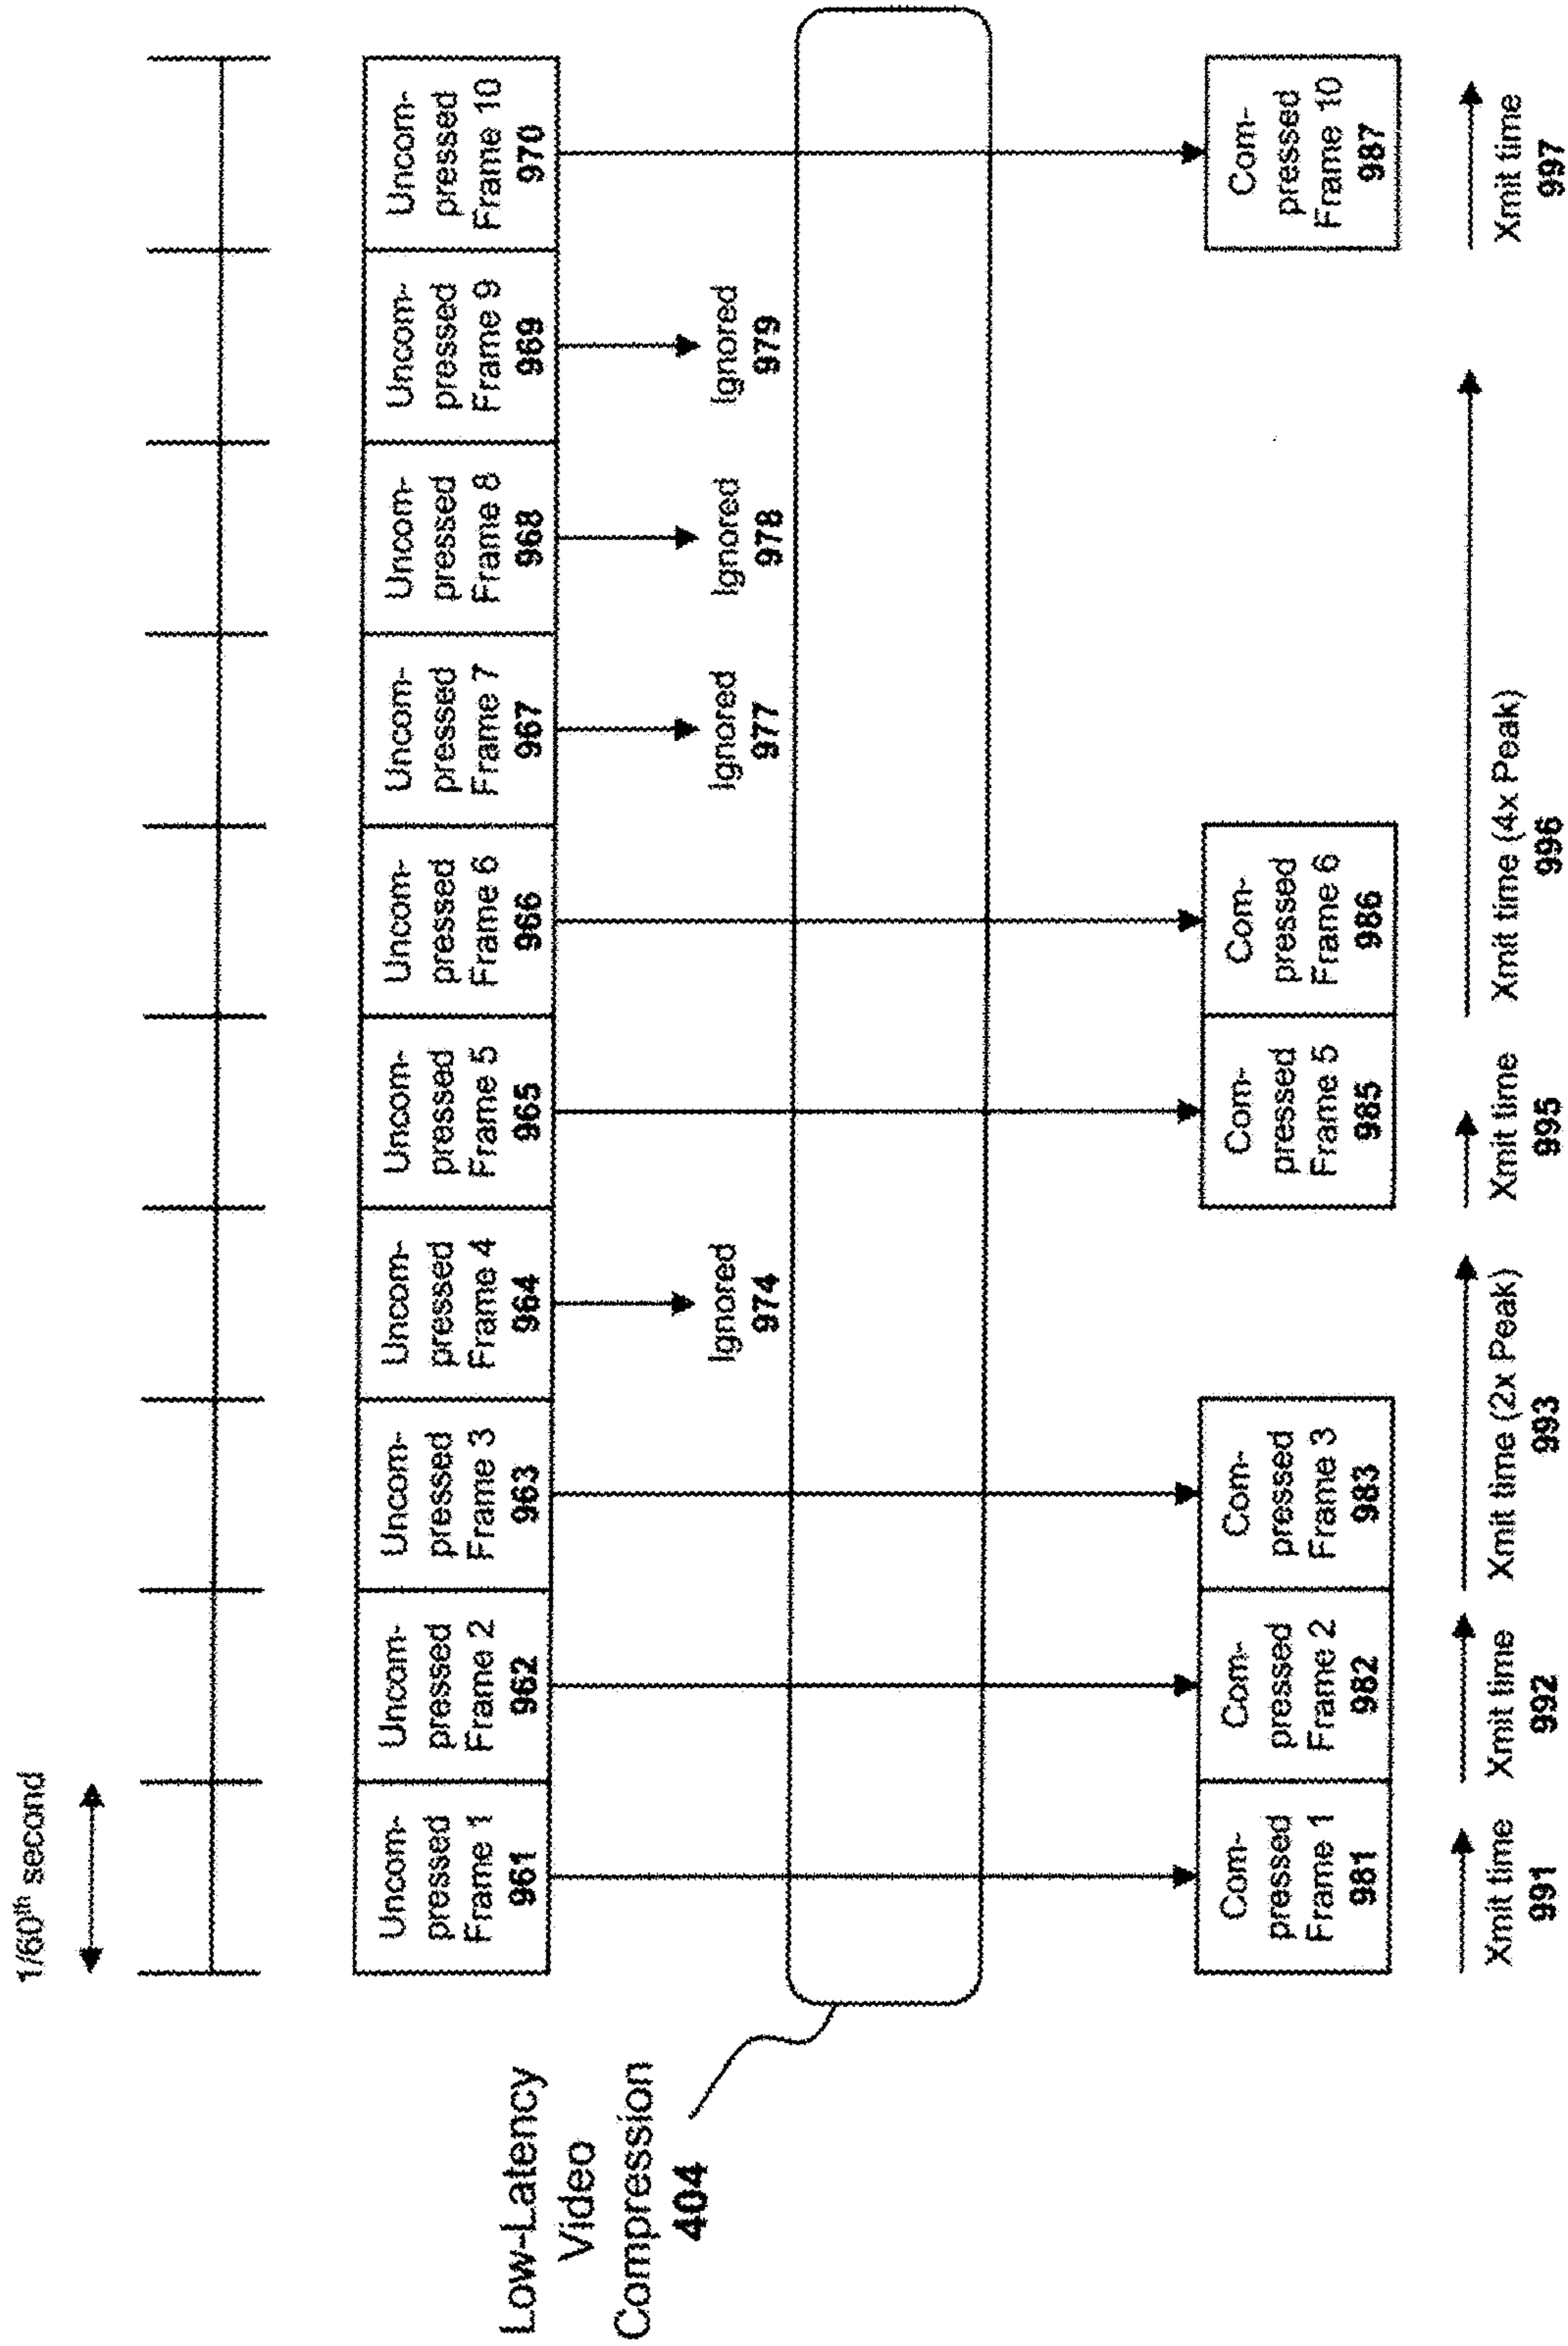 1/60th second
Uncom-
pressed
Frame 1
961
Uncom-
pressed
Frame 2
962
Uncom-
pressed
Frame 3
963
Uncom-
pressed
Frame 4
964
Uncom-
pressed
Frame 5
965
Uncom-
pressed
Frame 6
966
Uncom-
pressed
Frame 7
967
Uncom-
pressed
Frame 8
968
Uncom-
pressed
Frame 9
969
Uncom-
pressed
Frame 10
970
Ignored
974
Ignored
977
Ignored
978
Ignored
979
Low-Latency
Video
Compression
404
Com-
pressed
Frame 1
981
Com-
pressed
Frame 2
982
Com-
pressed
Frame 3
983
Com-
pressed
Frame 5
985
Com-
pressed
Frame 6
986
Com-
pressed
Frame 10
987
Xmit time
991
Xmit time
992
Xmit time (2x Peak)
993
Xmit time
995
Xmit time (4x Peak)
996
Xmit time
997